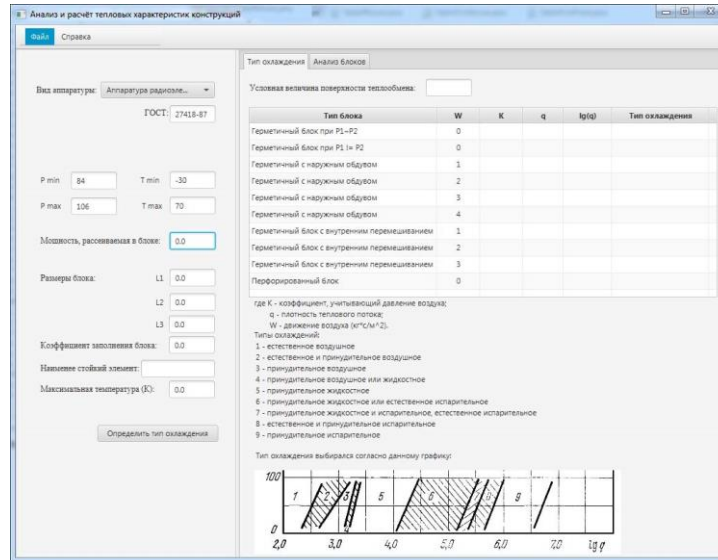 Анализ и расчёт тепловых характеристик конструкций
Файл Справка
Вид аппаратуры: Аппаратура радиоэле...
ГОСТ: 27418-87
P min 84 T min -30
P max 106 T max 70
Мощность, рассеиваемая в блоке: 0.0
Размеры блока: L1 0.0
L2 0.0
L3 0.0
Коэффициент заполнения блока: 0.0
Наименее стойкий элемент:
Максимальная температура (К): 0.0
Определить тип охлаждения
Тип охлаждения Анализ блоков
Условная величина поверхности теплообмена:
Тип блока W K q lg(q) Тип охлаждения
Герметичный блок при P1~P2 0
Герметичный блок при P1 != P2 0
Герметичный с наружным обдувом 1
Герметичный с наружным обдувом 2
Герметичный с наружным обдувом 3
Герметичный с наружным обдувом 4
Герметичный блок с внутренним перемешиванием 1
Герметичный блок с внутренним перемешиванием 2
Герметичный блок с внутренним перемешиванием 3
Перфорированный блок 0
где К - коэффициент, учитывающий давление воздуха;
q - плотность теплового потока;
W - движение воздуха (кг*с/м^2).
Типы охлаждений:
1 - естественное воздушное
2 - естественное и принудительное воздушное
3 - принудительное воздушное
4 - принудительное воздушное или жидкостное
5 - принудительное жидкостное
6 - принудительное жидкостное или естественное испарительное
7 - принудительное жидкостное и испарительное, естественное испарительное
8 - естественное и принудительное испарительное
9 - принудительное испарительное
Тип охлаждения выбирался согласно данному графику:
100
1 2 3 5 6 7 8 9
0
2,0 3,0 4,0 5,0 6,0 7,0 lg q